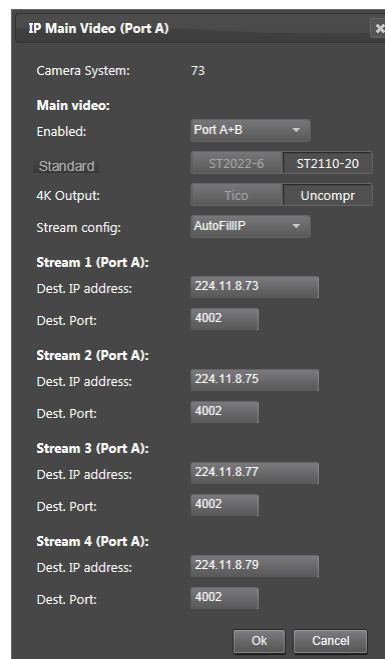 IP Main Video (Port A)
Camera System: 73
Main video:
Enabled: Port A+B
Standard ST2022-6 ST2110-20
4K Output: Tico Uncompr
Stream config: AutoFillIP
Stream 1 (Port A):
Dest. IP address: 224.11.8.73
Dest. Port: 4002
Stream 2 (Port A):
Dest. IP address: 224.11.8.75
Dest. Port: 4002
Stream 3 (Port A):
Dest. IP address: 224.11.8.77
Dest. Port: 4002
Stream 4 (Port A):
Dest. IP address: 224.11.8.79
Dest. Port: 4002
Ok Cancel